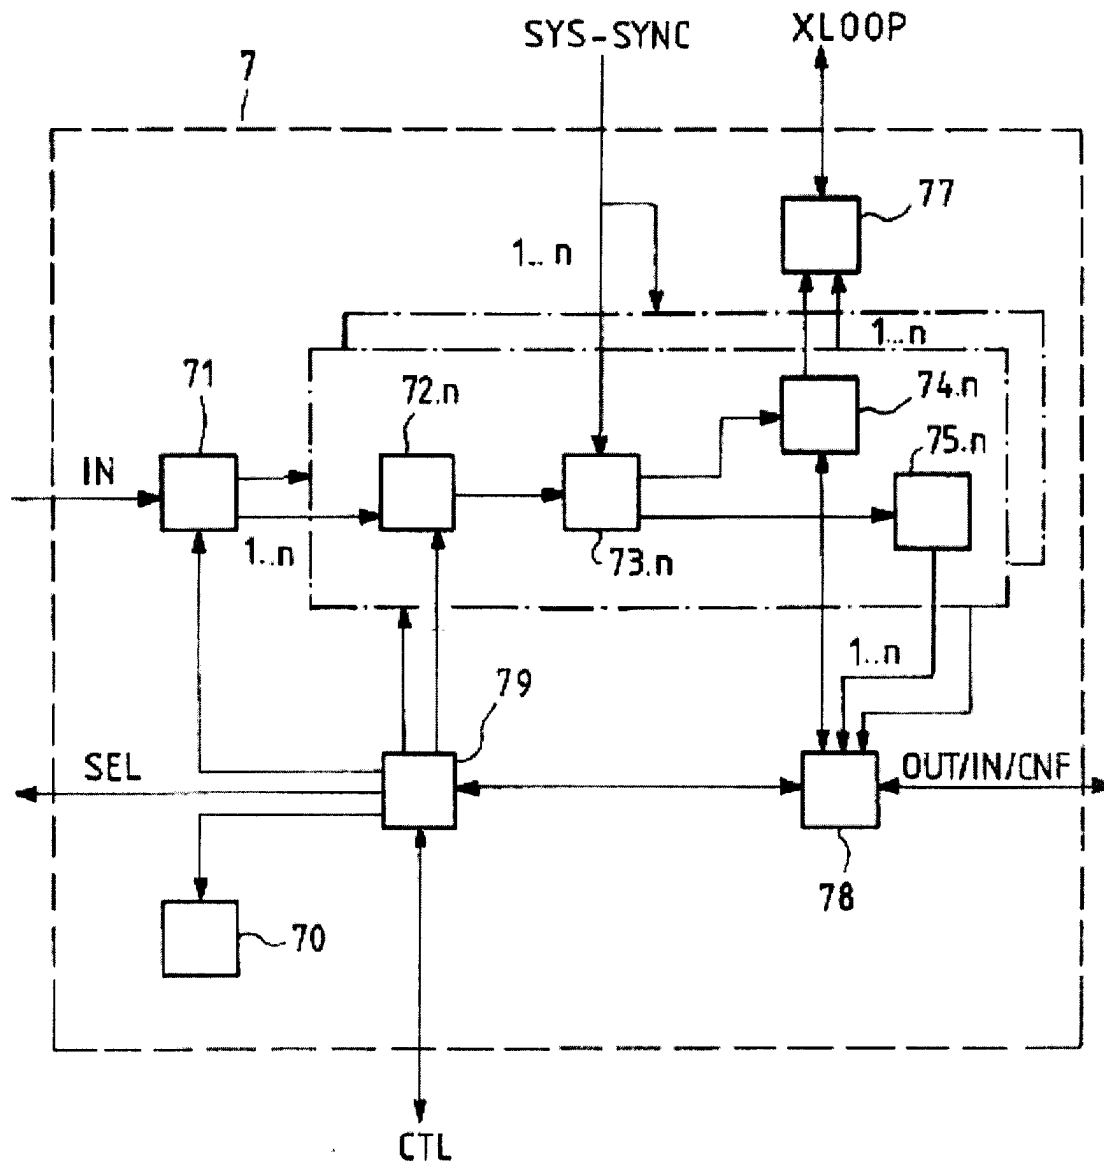 SYS-SYNC
XLOOP
7
77
1...n
1...n
71
72.n
74.n
75.n
IN
1..n
73.n
1..n
79
SEL
OUT/IN/CNF
78
70
CTL